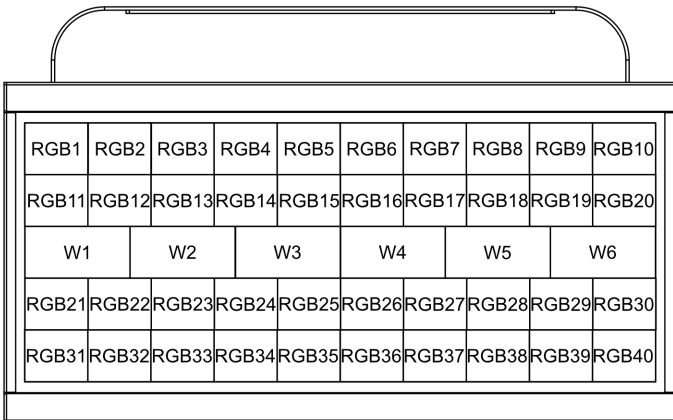 RGB1 RGB2 RGB3 RGB4 RGB5 RGB6 RGB7 RGB8 RGB9 RGB10
RGB11 RGB12 RGB13 RGB14 RGB15 RGB16 RGB17 RGB18 RGB19 RGB20
W1 W2 W3 W4 W5 W6
RGB21 RGB22 RGB23 RGB24 RGB25 RGB26 RGB27 RGB28 RGB29 RGB30
RGB31 RGB32 RGB33 RGB34 RGB35 RGB36 RGB37 RGB38 RGB39 RGB40